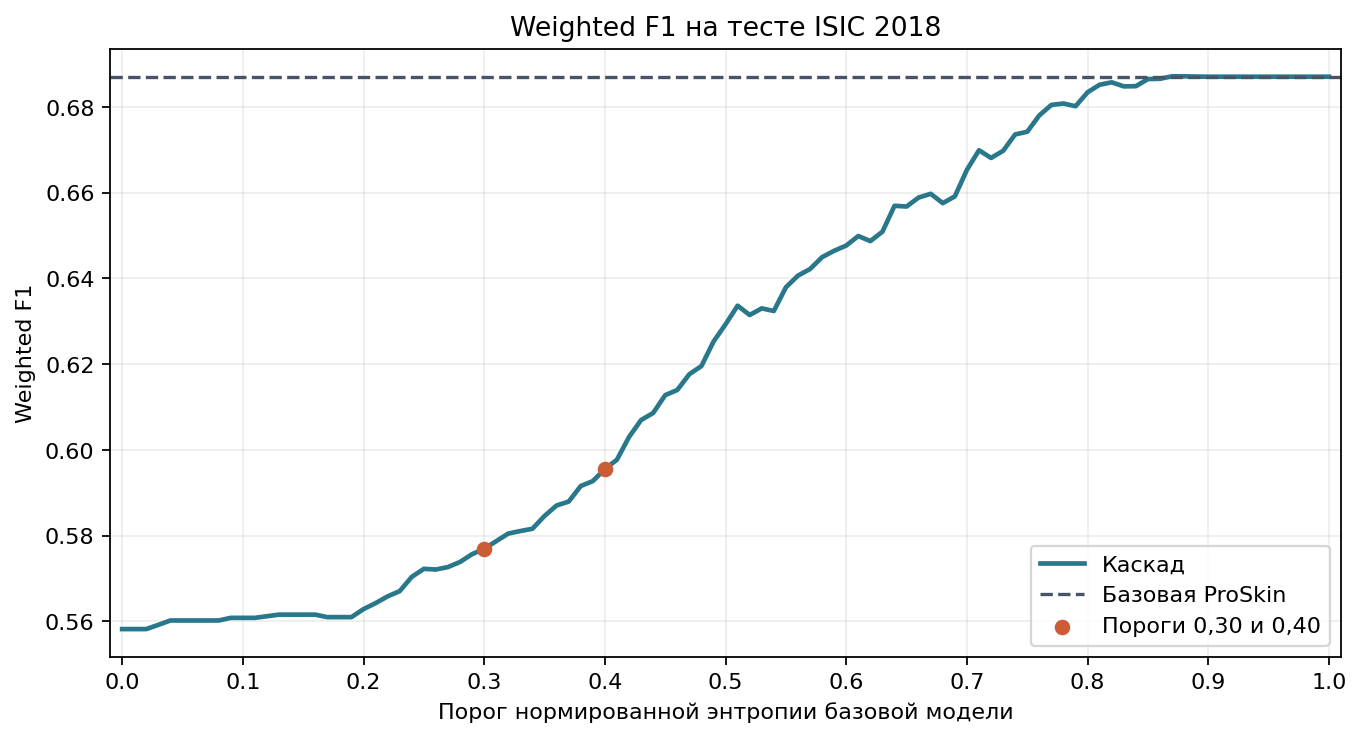 Weighted F1 на тесте ISIC 2018
Weighted F1
0.68
0.66
0.64
0.62
0.60
0.58
0.56
0.0 0.1 0.2 0.3 0.4 0.5 0.6 0.7 0.8 0.9 1.0
Порог нормированной энтропии базовой модели
Каскад
Базовая ProSkin
Пороги 0,30 и 0,40